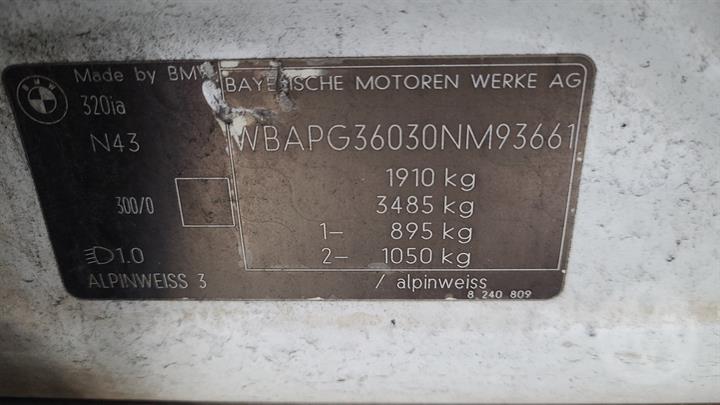 BMW
Made by BMW
320ia
N43
300/0
1.0
ALPINWEISS 3
BAYERISCHE MOTOREN WERKE AG
WBAPG36030NM93661
1910 kg
3485 kg
1– 895 kg
2– 1050 kg
/ alpinweiss
8 240 809